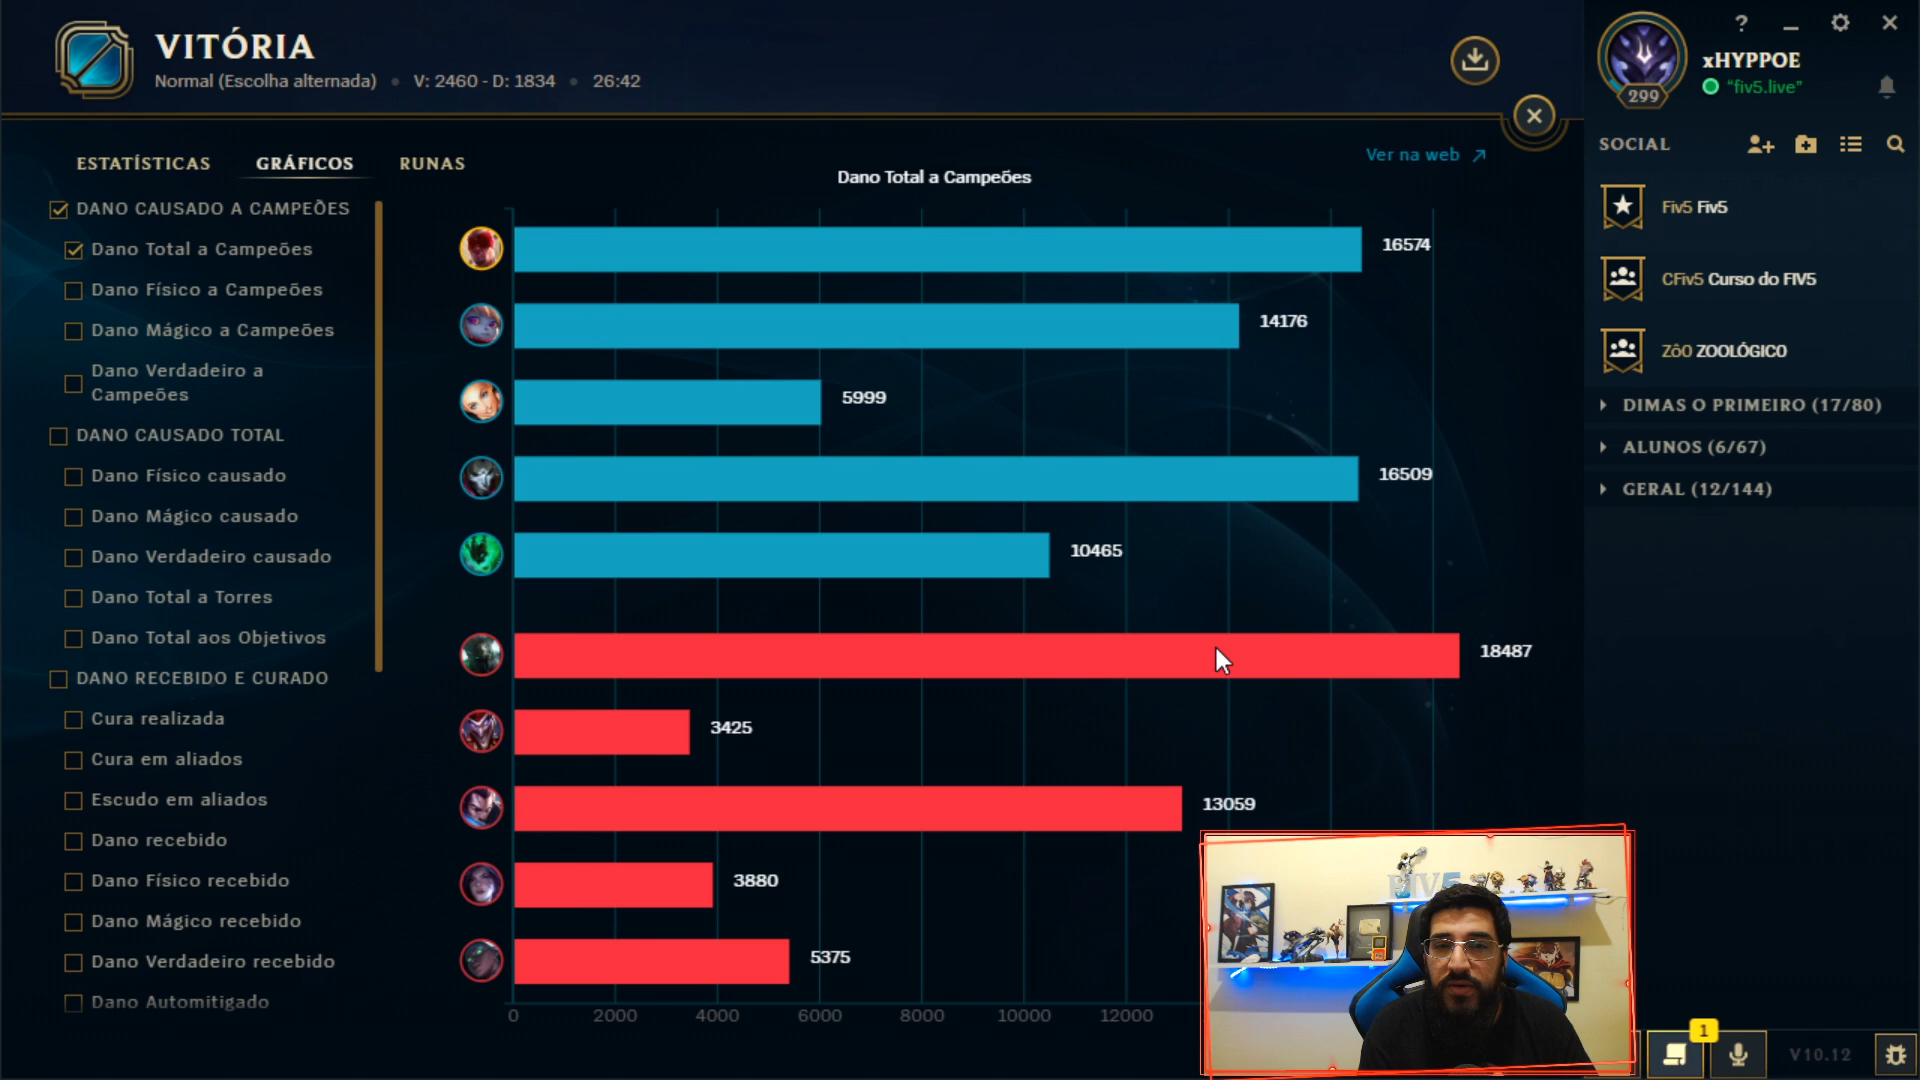 VITÓRIA
Normal (Escolha alternada) • V: 2460 - D: 1834 • 26:42
ESTATÍSTICAS
GRÁFICOS
RUNAS
Ver na web
DANO CAUSADO A CAMPEÕES
Dano Total a Campeões
Dano Físico a Campeões
Dano Mágico a Campeões
Dano Verdadeiro a
Campeões
DANO CAUSADO TOTAL
Dano Físico causado
Dano Mágico causado
Dano Verdadeiro causado
Dano Total a Torres
Dano Total aos Objetivos
DANO RECEBIDO E CURADO
Cura realizada
Cura em aliados
Escudo em aliados
Dano recebido
Dano Físico recebido
Dano Mágico recebido
Dano Verdadeiro recebido
Dano Automitigado
Dano Total a Campeões
16574
14176
5999
16509
10465
18487
3425
13059
3880
5375
0 2000 4000 6000 8000 10000 12000
FIV5
?
299
xHYPPOE
“fiv5.live”
SOCIAL
Fiv5 Fiv5
CFiv5 Curso do FIV5
Zôô ZOOLÓGICO
DIMAS O PRIMEIRO (17/80)
ALUNOS (6/67)
GERAL (12/144)
1
V10.12